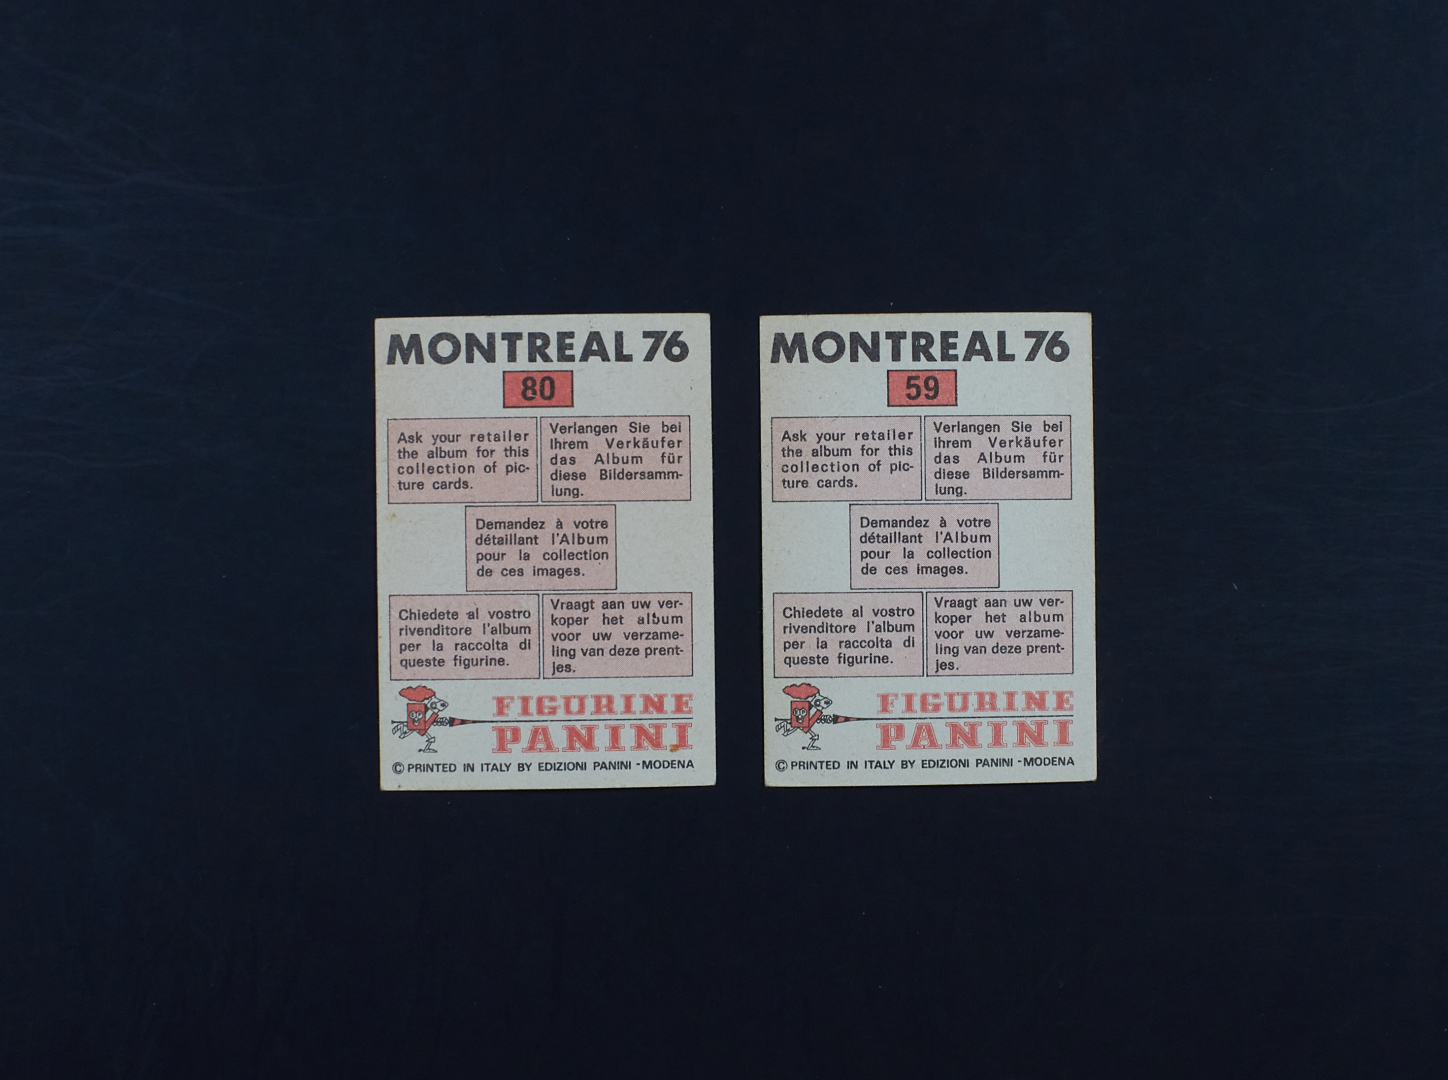 MONTREAL 76
80
Ask your retailer
the album for this
collection of pic-
ture cards.
Verlangen Sie bei
Ihrem Verkäufer
das Album für
diese Bildersamm-
lung.
Demandez à votre
détaillant l'Album
pour la collection
de ces images.
Chiedete al vostro
rivenditore l'album
per la raccolta di
queste figurine.
Vraagt aan uw ver-
koper het album
voor uw verzame-
ling van deze prent-
jes.
FIGURINE
PANINI
© PRINTED IN ITALY BY EDIZIONI PANINI - MODENA
MONTREAL 76
59
Ask your retailer
the album for this
collection of pic-
ture cards.
Verlangen Sie bei
Ihrem Verkäufer
das Album für
diese Bildersamm-
lung.
Demandez à votre
détaillant l'Album
pour la collection
de ces images.
Chiedete al vostro
rivenditore l'album
per la raccolta di
queste figurine.
Vraagt aan uw ver-
koper het album
voor uw verzame-
ling van deze prent-
jes.
FIGURINE
PANINI
© PRINTED IN ITALY BY EDIZIONI PANINI - MODENA